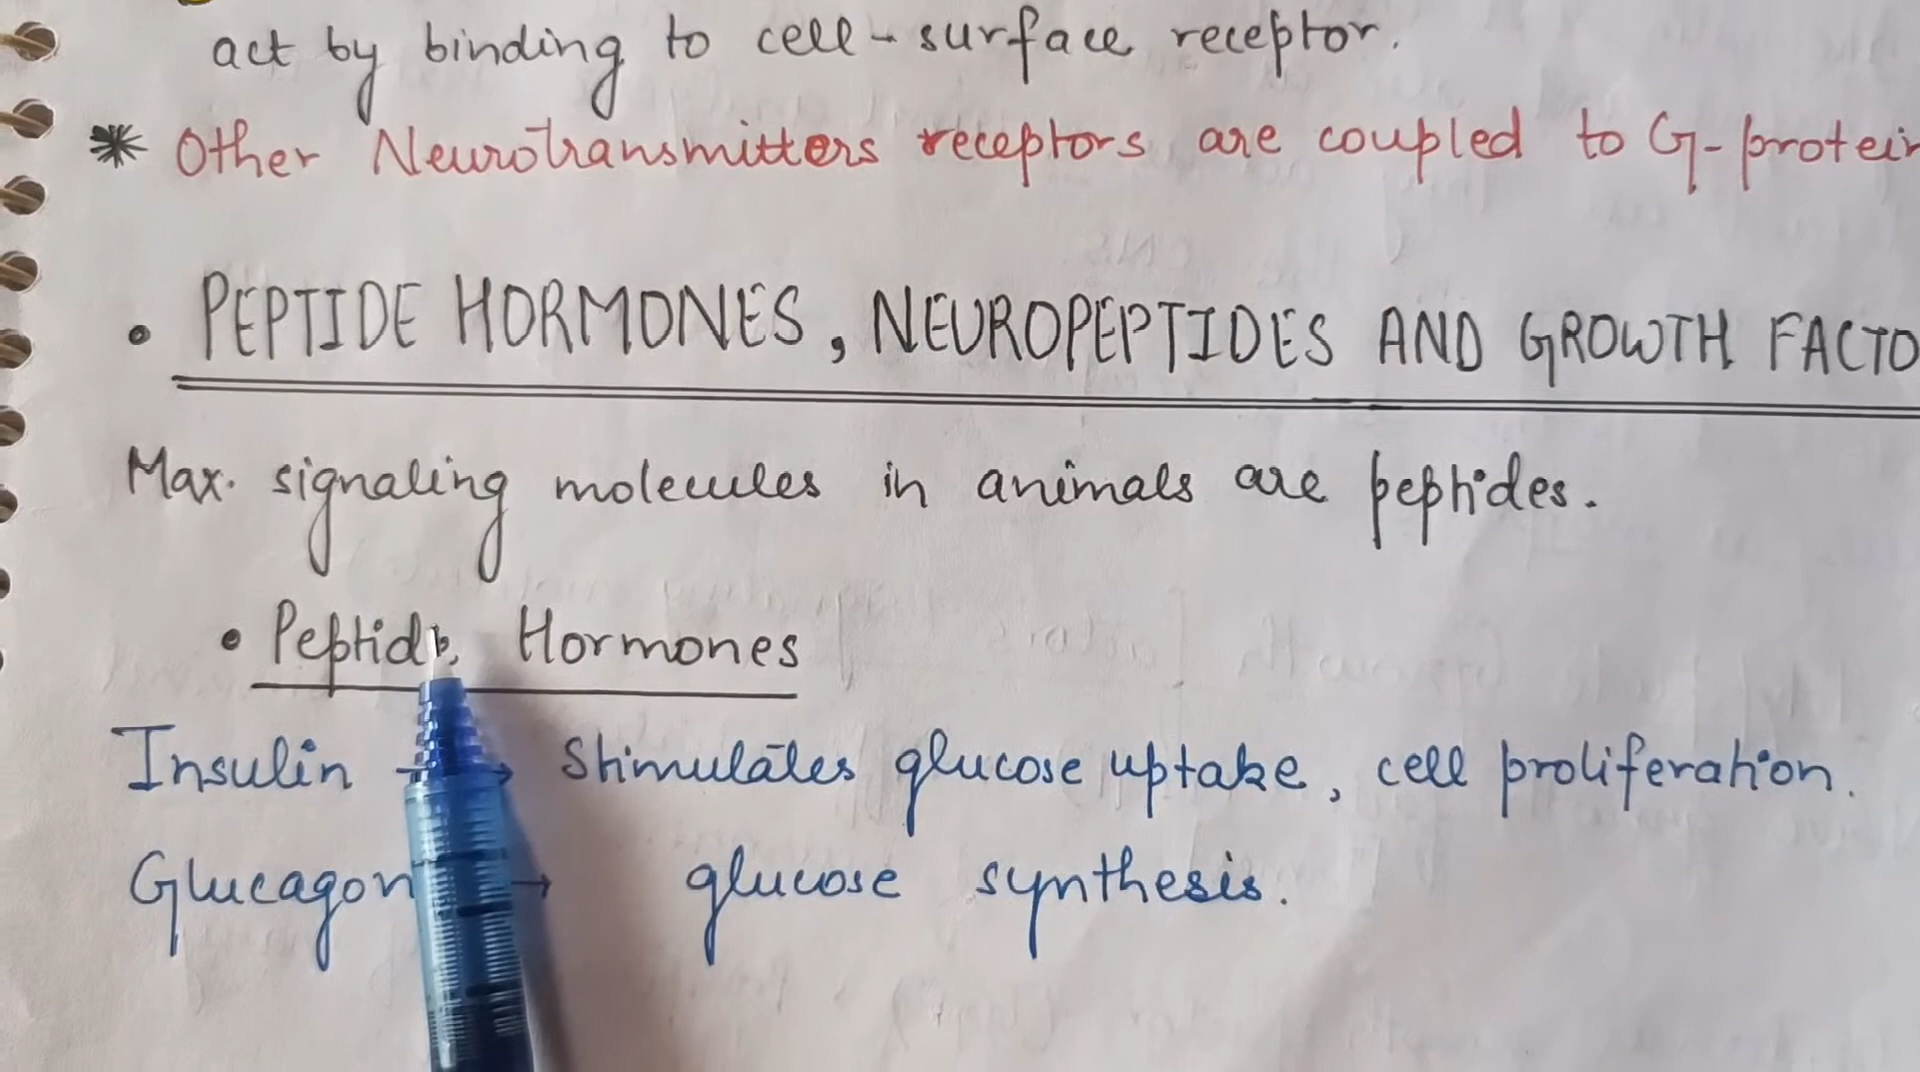 act by binding to cell-surface receptor.
* Other Neurotransmitters receptors are coupled to G-protein
• PEPTIDE HORMONES, NEUROPEPTIDES AND GROWTH FACTO
Max. signaling molecules in animals are peptides.
• Peptide Hormones
Insulin → Stimulates glucose uptake, cell proliferation.
Glucagon → glucose synthesis.